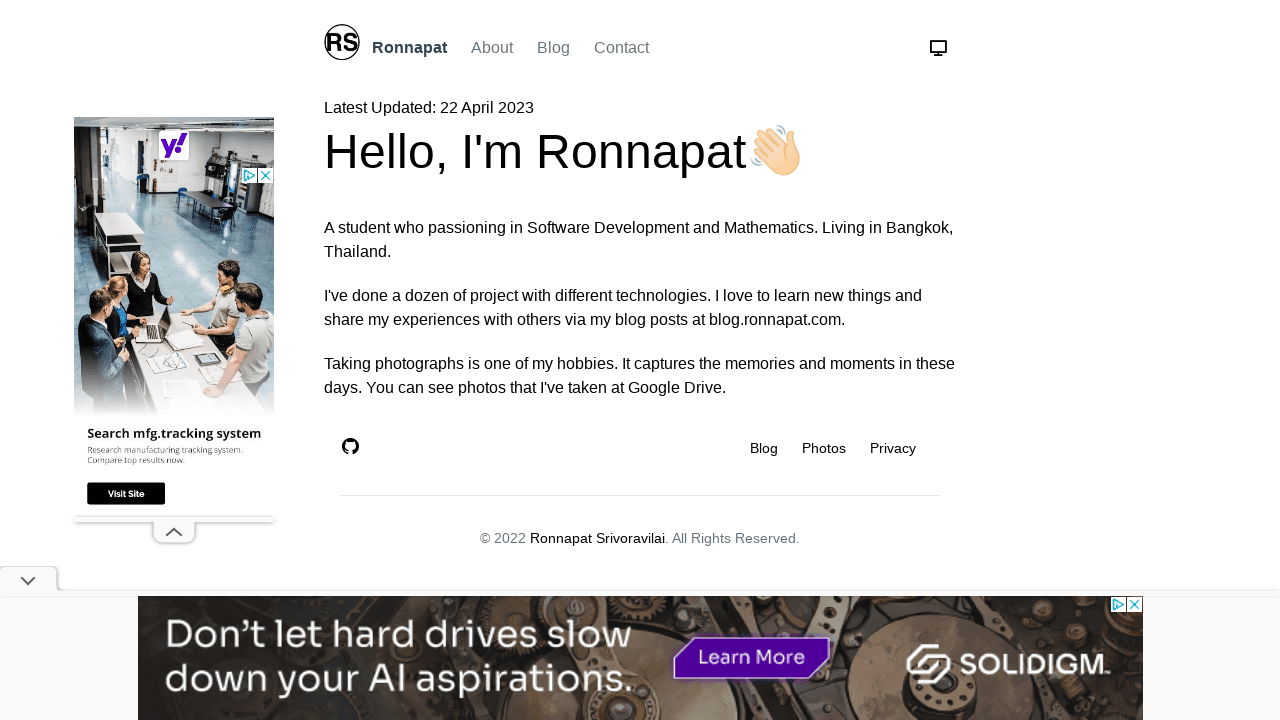 RS Ronnapat About Blog Contact
Latest Updated: 22 April 2023
Hello, I'm Ronnapat
A student who passioning in Software Development and Mathematics. Living in Bangkok,
Thailand.
I've done a dozen of project with different technologies. I love to learn new things and
share my experiences with others via my blog posts at blog.ronnapat.com.
Taking photographs is one of my hobbies. It captures the memories and moments in these
days. You can see photos that I've taken at Google Drive.
Blog Photos Privacy
© 2022 Ronnapat Srivoravilai. All Rights Reserved.
y!
Search mfg.tracking system
Research manufacturing tracking system.
Compare top results now.
Visit Site
Don't let hard drives slow
down your AI aspirations.
Learn More
SOLIDIGM